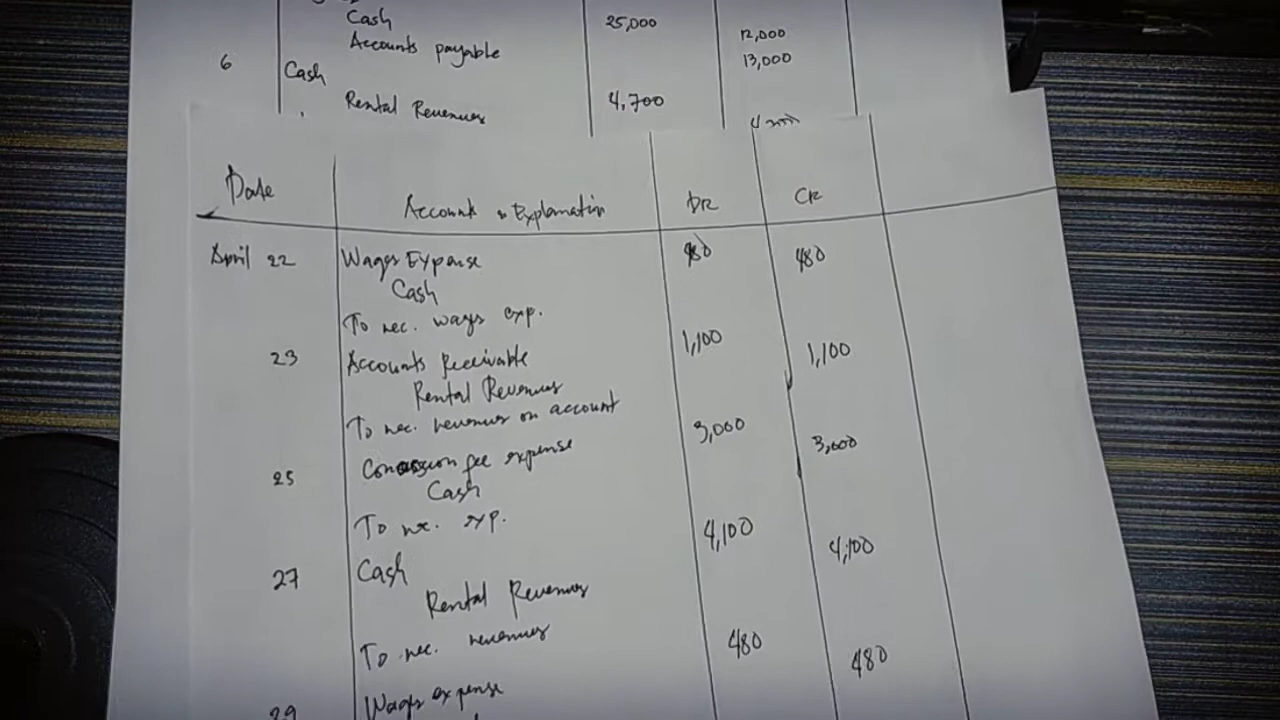 Cash 25,000 12,000
Accounts payable 13,000
6 Cash
Rental Revenues 4,700
Date Accounts & Explanation DR CR
April 22 Wages Expense 480
Cash
To rec. wages exp.
23 Accounts Receivable 1,100 1,100
Rental Revenues
To rec. revenues on account
25 fee expense 3,000 3,000
Cash
To rec. exp.
27 Cash 4,100 4,100
Rental Revenues
To rec. revenues
29 Wages expense 480 480